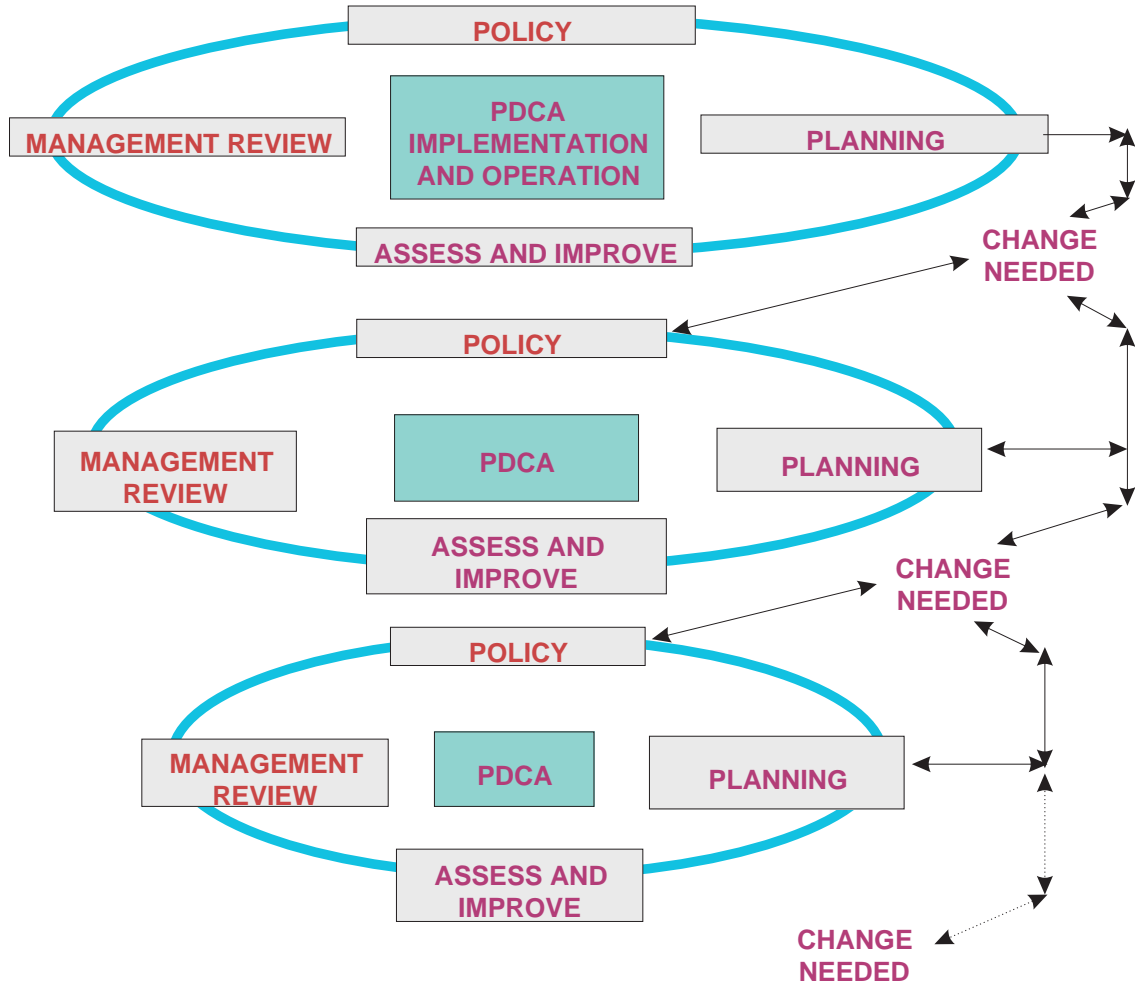 POLICY
PDCA
IMPLEMENTATION
AND OPERATION
MANAGEMENT REVIEW
PLANNING
ASSESS AND IMPROVE
CHANGE
NEEDED
POLICY
MANAGEMENT
REVIEW
PDCA
PLANNING
ASSESS AND
IMPROVE
CHANGE
NEEDED
POLICY
MANAGEMENT
REVIEW
PDCA
PLANNING
ASSESS AND
IMPROVE
CHANGE
NEEDED